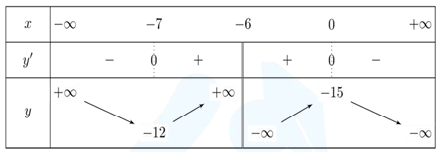 x −∞ −7 −6 0 +∞
y′ − 0 + + 0 −
+∞ +∞ −15
y
−12 −∞ −∞